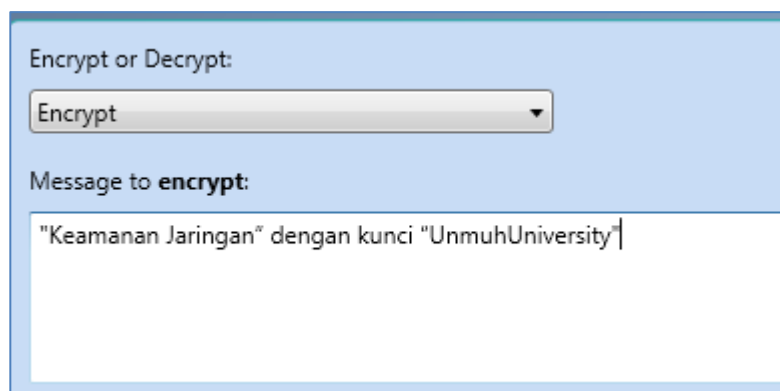 Encrypt or Decrypt:
Encrypt
Message to encrypt:
"Keamanan Jaringan” dengan kunci “UnmuhUniversity"